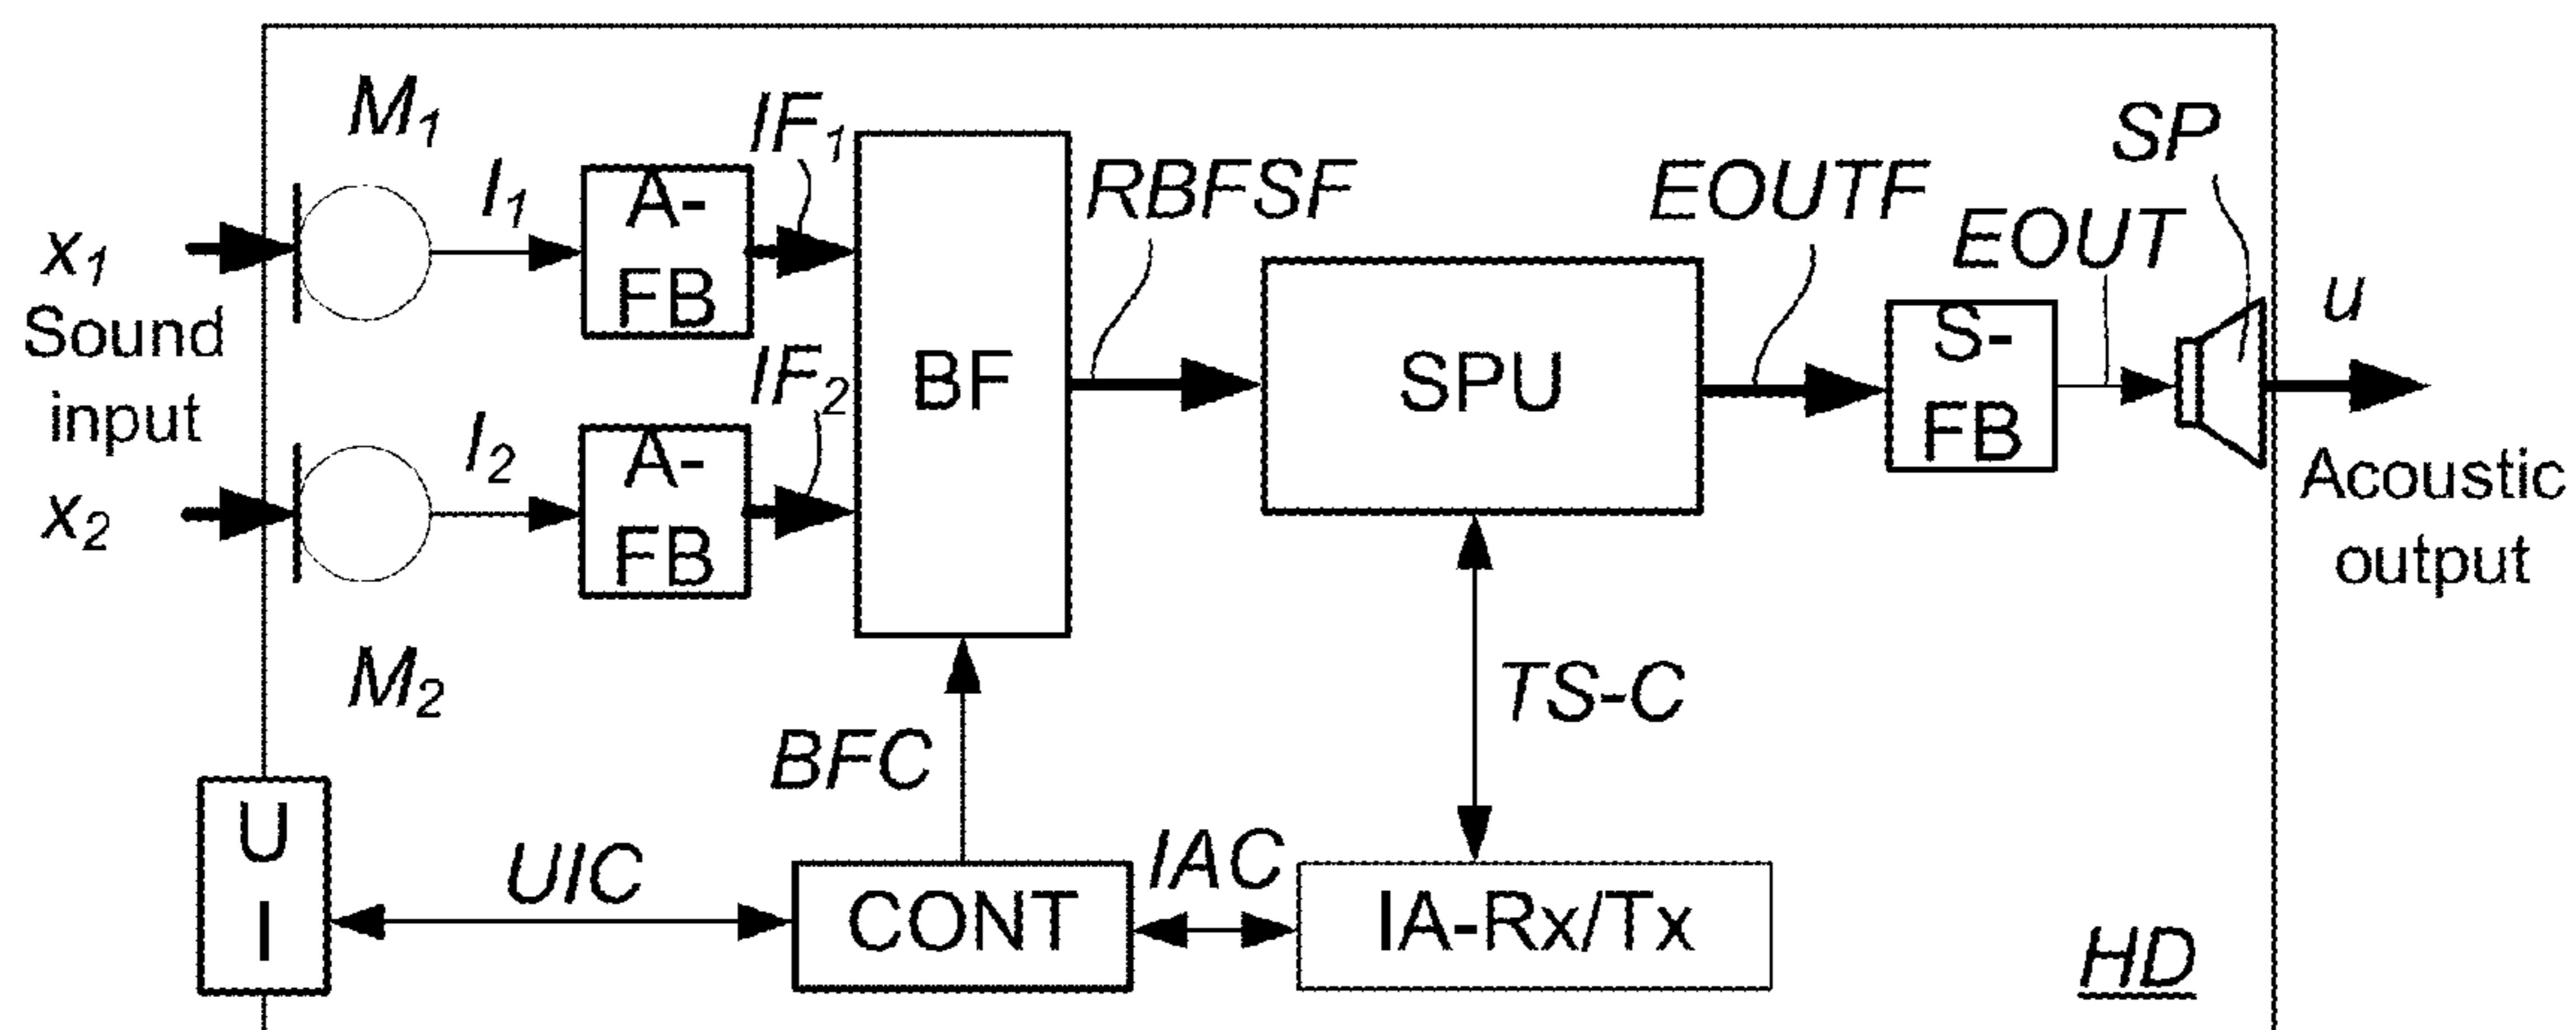 M1
IF1
SP
I1
A-
FB
RBFSF
EOUTF
EOUT
x1
Sound
input
u
S-
FB
BF
SPU
IF2
I2
A-
FB
x2
Acoustic
output
M2
TS-C
BFC
U
I
UIC
IAC
CONT
IA-Rx/Tx
HD